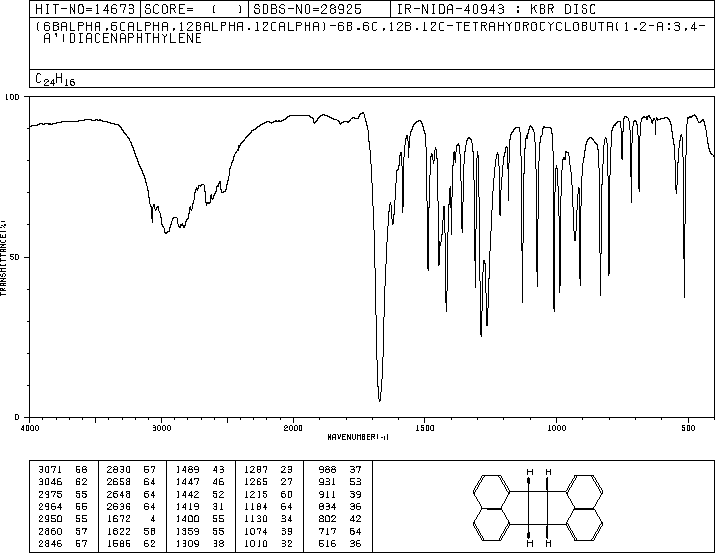 HIT-NO=14673 SCORE= ( ) SDBS-NO=28925 IR-NIDA-40943 : KBR DISC
(6BALPHA,6CALPHA,12BALPHA,12CALPHA)-6B,6C,12B,12C-TETRAHYDROCYCLOBUTA(1,2-A:3,4-
A')DIACENAPHTHYLENE
C24H16
100
50
0
TRANSMITTANCE(%)
4000 3000 2000 1500 1000 500
WAVENUMBER(-1)
3071 58 2830 57 1489 43 1287 23 988 37
3046 62 2658 64 1447 46 1265 27 931 53
2975 55 2648 64 1442 52 1215 60 911 39
2964 55 2636 64 1419 31 1184 64 834 36
2950 55 1672 4 1400 55 1130 34 802 42
2860 57 1622 58 1359 55 1074 39 717 64
2846 57 1586 62 1309 38 1010 32 516 36
H H
H H